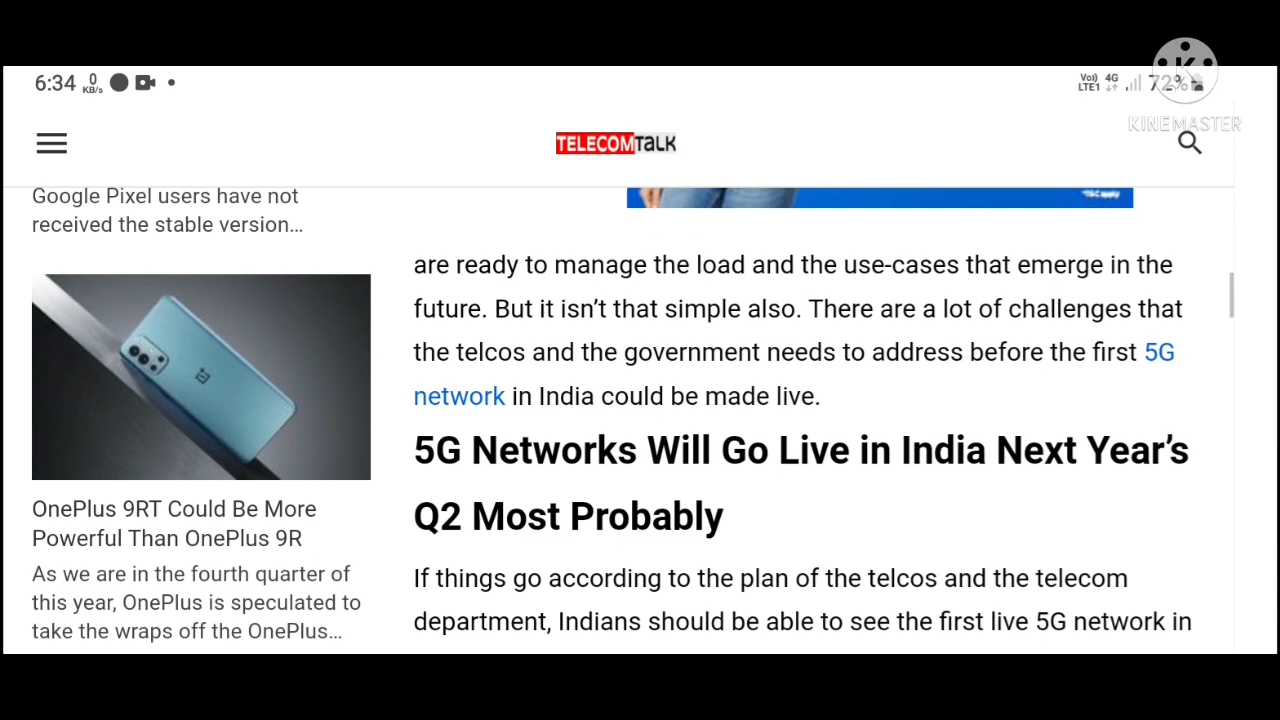 6:34 0 KB/s Vo)) LTE1 4G 72%
KINEMASTER
TELECOMTALK
Google Pixel users have not
received the stable version...
OnePlus 9RT Could Be More
Powerful Than OnePlus 9R
As we are in the fourth quarter of
this year, OnePlus is speculated to
take the wraps off the OnePlus...
are ready to manage the load and the use-cases that emerge in the
future. But it isn’t that simple also. There are a lot of challenges that
the telcos and the government needs to address before the first 5G
network in India could be made live.
5G Networks Will Go Live in India Next Year’s
Q2 Most Probably
If things go according to the plan of the telcos and the telecom
department, Indians should be able to see the first live 5G network in